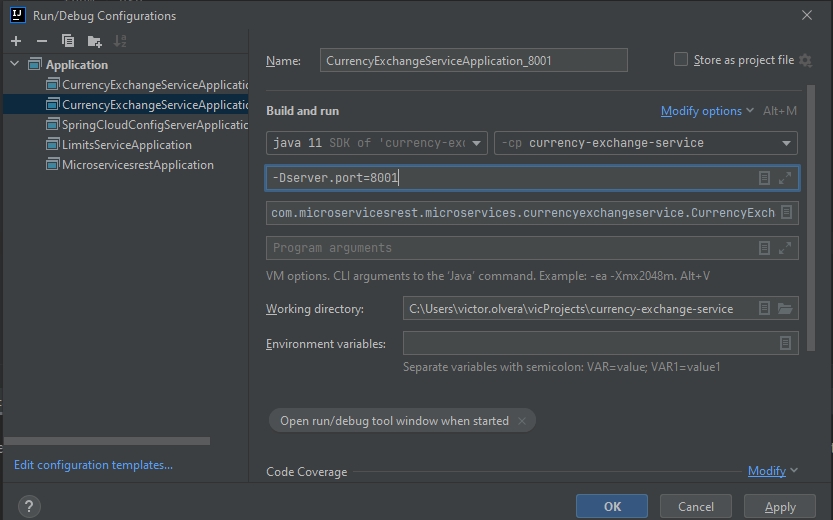 IJ Run/Debug Configurations
Application
CurrencyExchangeServiceApplicatio
CurrencyExchangeServiceApplicatio
SpringCloudConfigServerApplicatio
LimitsServiceApplication
MicroservicesrestApplication
Edit configuration templates...
Name: CurrencyExchangeServiceApplication_8001 Store as project file
Build and run Modify options Alt+M
java 11 SDK of 'currency-exc -cp currency-exchange-service
-Dserver.port=8001
com.microservicesrest.microservices.currencyexchangeservice.CurrencyExch
Program arguments
VM options. CLI arguments to the 'Java' command. Example: -ea -Xmx2048m. Alt+V
Working directory: C:\Users\victor.olvera\vicProjects\currency-exchange-service
Environment variables:
Separate variables with semicolon: VAR=value; VAR1=value1
Open run/debug tool window when started
Code Coverage Modify
? OK Cancel Apply